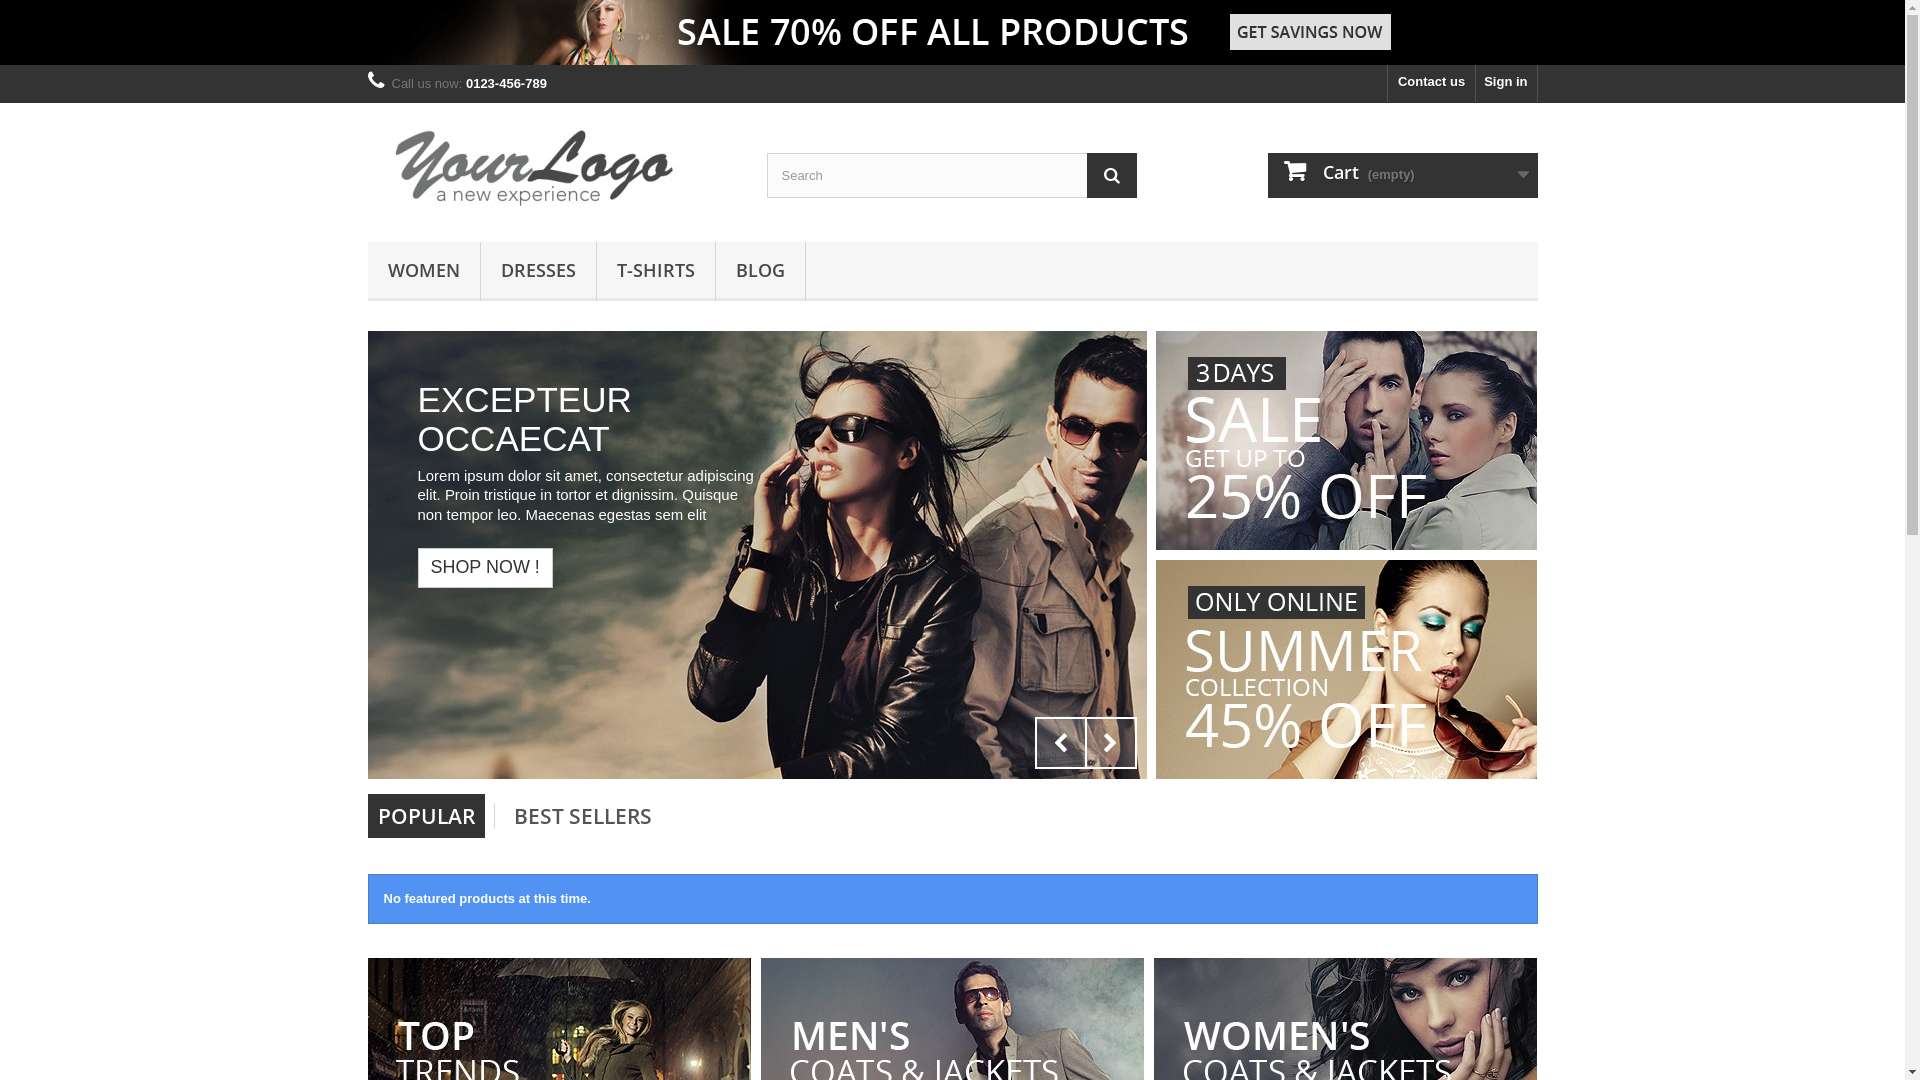 SALE 70% OFF ALL PRODUCTS
GET SAVINGS NOW
Call us now: 0123-456-789
Contact us
Sign in
YourLogo
a new experience
Search
Cart (empty)
WOMEN
DRESSES
T-SHIRTS
BLOG
EXCEPTEUR
OCCAECAT
Lorem ipsum dolor sit amet, consectetur adipiscing
elit. Proin tristique in tortor et dignissim. Quisque
non tempor leo. Maecenas egestas sem elit
SHOP NOW !
3 DAYS
SALE
GET UP TO
25% OFF
ONLY ONLINE
SUMMER
COLLECTION
45% OFF
POPULAR
BEST SELLERS
No featured products at this time.
TOP
TRENDS
MEN'S
COATS & JACKETS
WOMEN'S
COATS & JACKETS